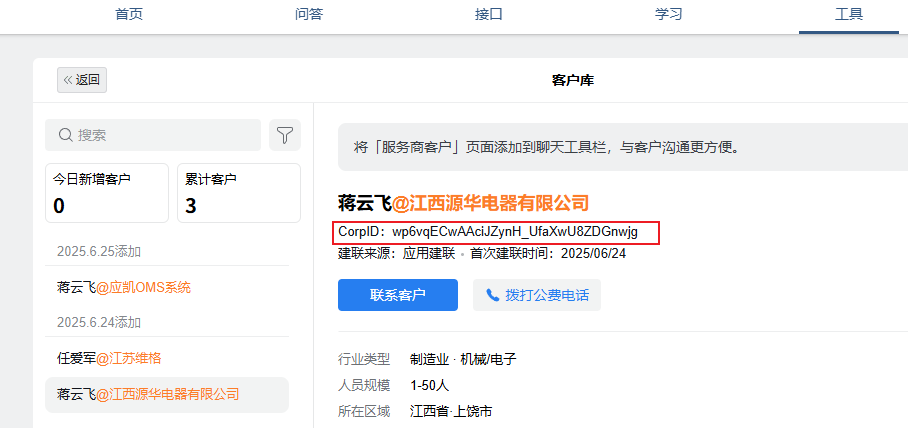 首页 问答 接口 学习 工具
返回 客户库
搜索
今日新增客户 累计客户
0 3
2025.6.25添加
蒋云飞@应凯OMS系统
2025.6.24添加
任爱军@江苏维格
蒋云飞@江西源华电器有限公司
将「服务商客户」页面添加到聊天工具栏，与客户沟通更方便。
蒋云飞@江西源华电器有限公司
CorpID：wp6vqECwAAciJZynH_UfaXwU8ZDGnwjg
建联来源：应用建联 · 首次建联时间：2025/06/24
联系客户 拨打公费电话
行业类型 制造业 · 机械/电子
人员规模 1-50人
所在区域 江西省·上饶市